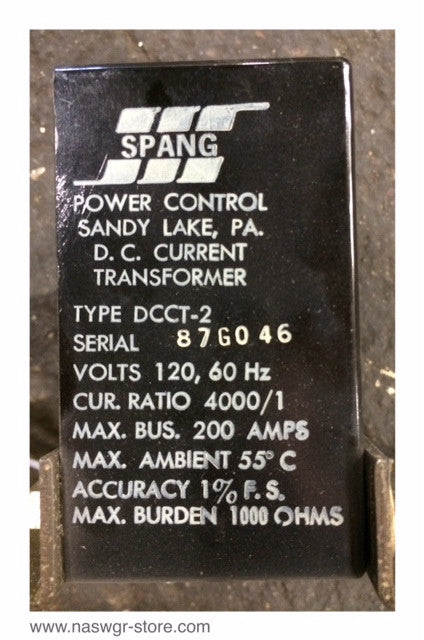 SPANG
POWER CONTROL
SANDY LAKE, PA.
D.C. CURRENT
TRANSFORMER
TYPE DCCT-2
SERIAL 87G046
VOLTS 120, 60 Hz
CUR. RATIO 4000/1
MAX. BUS. 200 AMPS
MAX. AMBIENT 55°C
ACCURACY 1% F.S.
MAX. BURDEN 1000 OHMS
www.naswgr-store.com